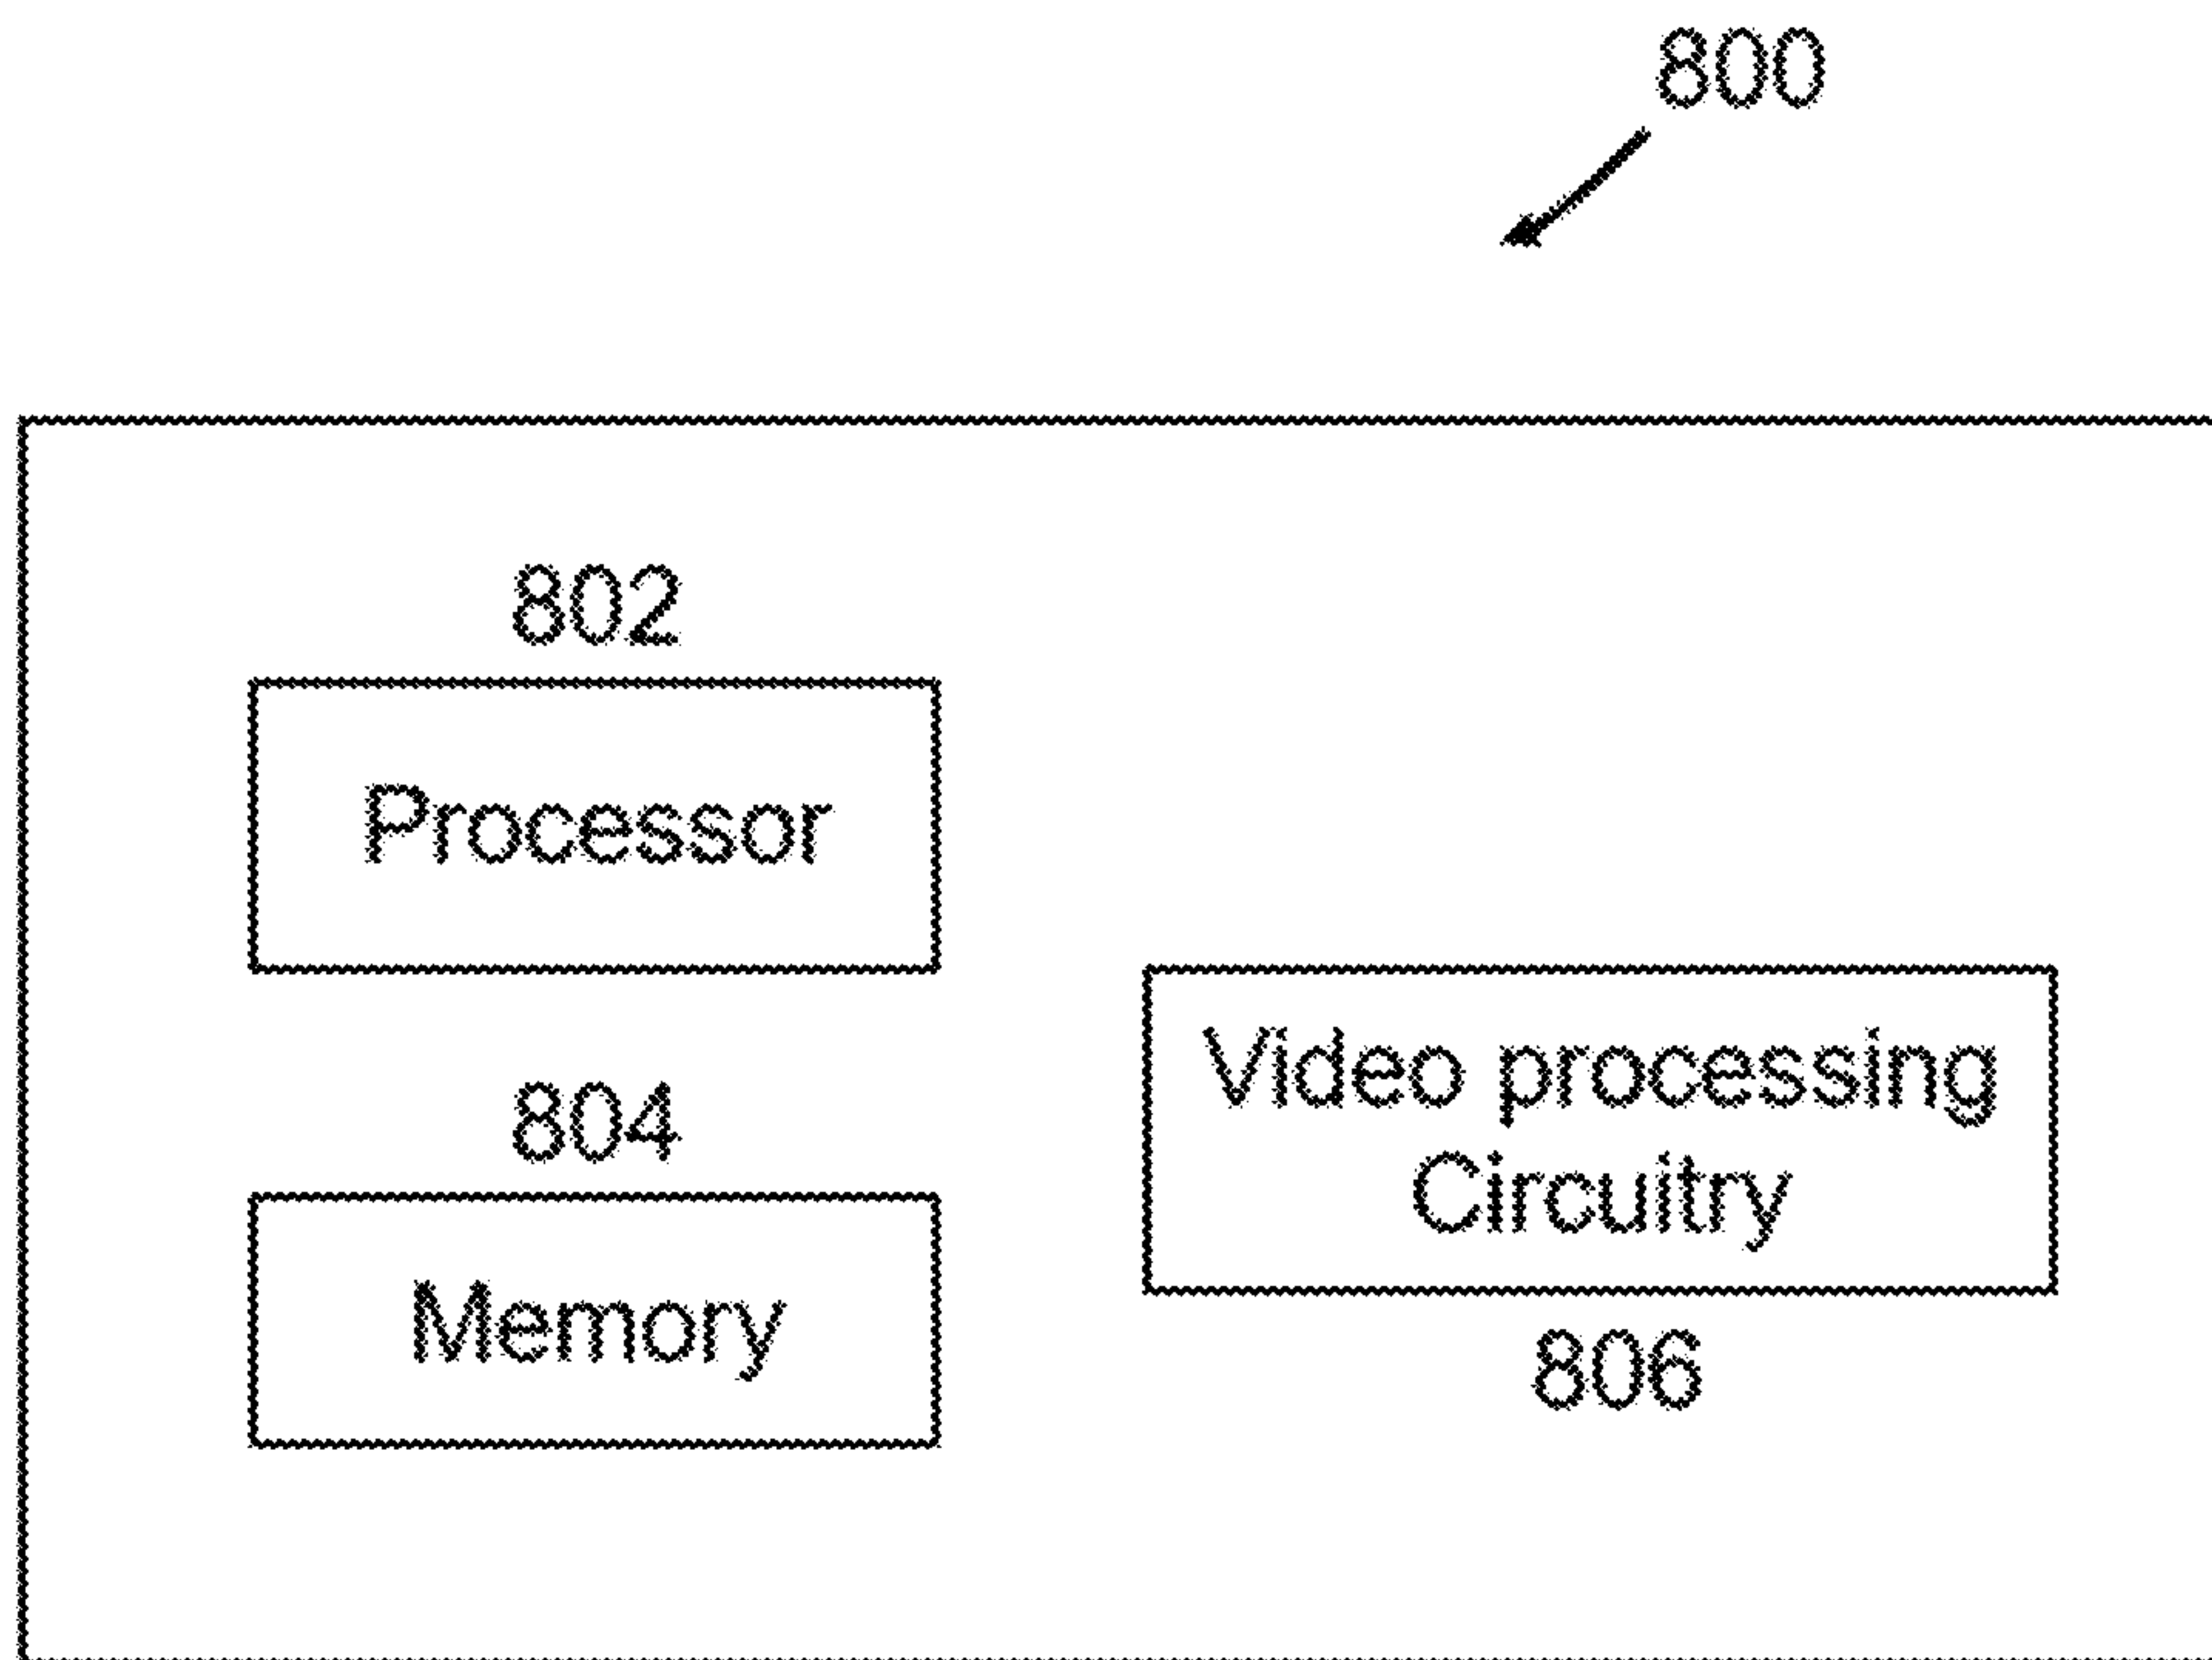 800
802
Processor
804
Memory
Video processing
Circuitry
806